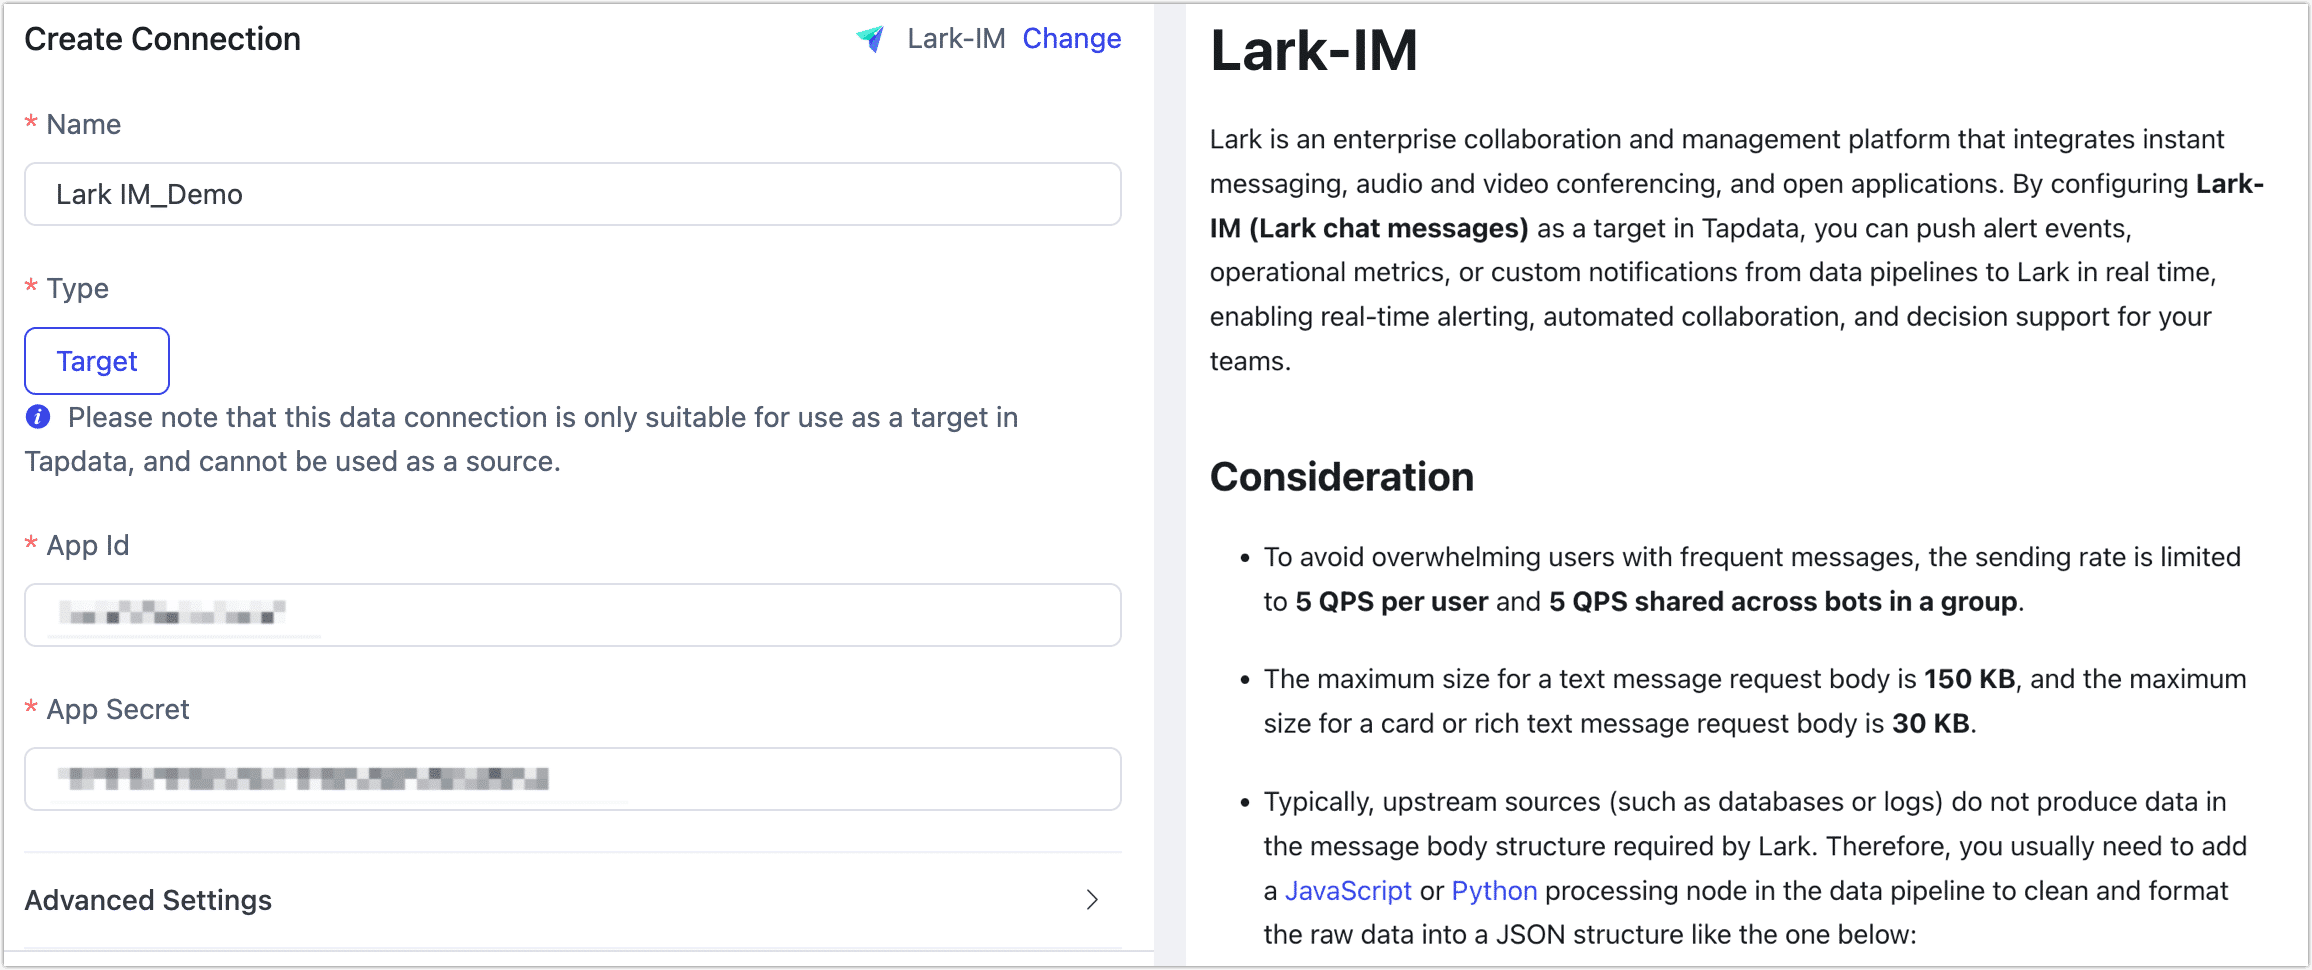 Create Connection
Lark-IM Change
* Name
Lark IM_Demo
* Type
Target
Please note that this data connection is only suitable for use as a target in
Tapdata, and cannot be used as a source.
* App Id
* App Secret
Advanced Settings
Lark-IM
Lark is an enterprise collaboration and management platform that integrates instant
messaging, audio and video conferencing, and open applications. By configuring Lark-
IM (Lark chat messages) as a target in Tapdata, you can push alert events,
operational metrics, or custom notifications from data pipelines to Lark in real time,
enabling real-time alerting, automated collaboration, and decision support for your
teams.
Consideration
• To avoid overwhelming users with frequent messages, the sending rate is limited
to 5 QPS per user and 5 QPS shared across bots in a group.
• The maximum size for a text message request body is 150 KB, and the maximum
size for a card or rich text message request body is 30 KB.
• Typically, upstream sources (such as databases or logs) do not produce data in
the message body structure required by Lark. Therefore, you usually need to add
a JavaScript or Python processing node in the data pipeline to clean and format
the raw data into a JSON structure like the one below: